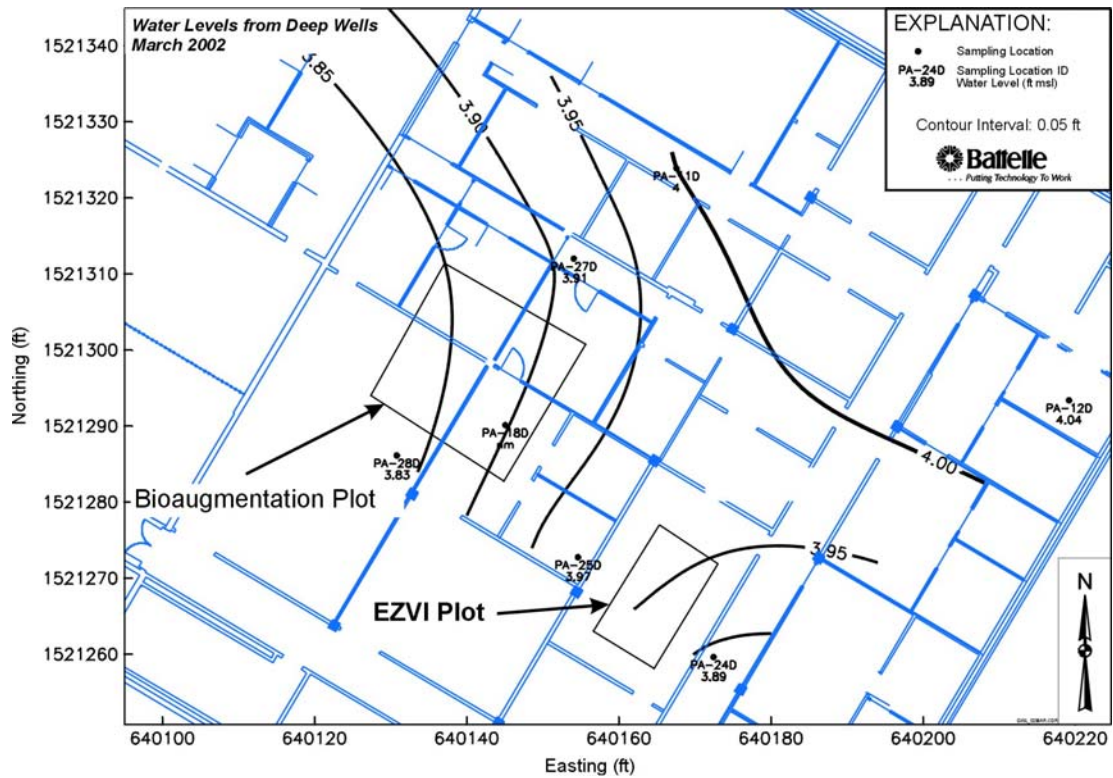 Water Levels from Deep Wells
March 2002
EXPLANATION:
Sampling Location
PA-24D Sampling Location ID
3.89 Water Level (ft msl)
Contour Interval: 0.05 ft
Battelle
. . . Putting Technology To Work
1521340
1521330
1521320
1521310
1521300
1521290
1521280
1521270
1521260
Northing (ft)
3.85
3.90
3.95
PA-11D
4
PA-27D
3.91
PA-12D
4.04
PA-18D
nm
PA-28D
3.83
4.00
Bioaugmentation Plot
3.95
PA-25D
3.97
EZVI Plot
PA-24D
3.89
N
640100
640120
640140
640160
640180
640200
640220
Easting (ft)